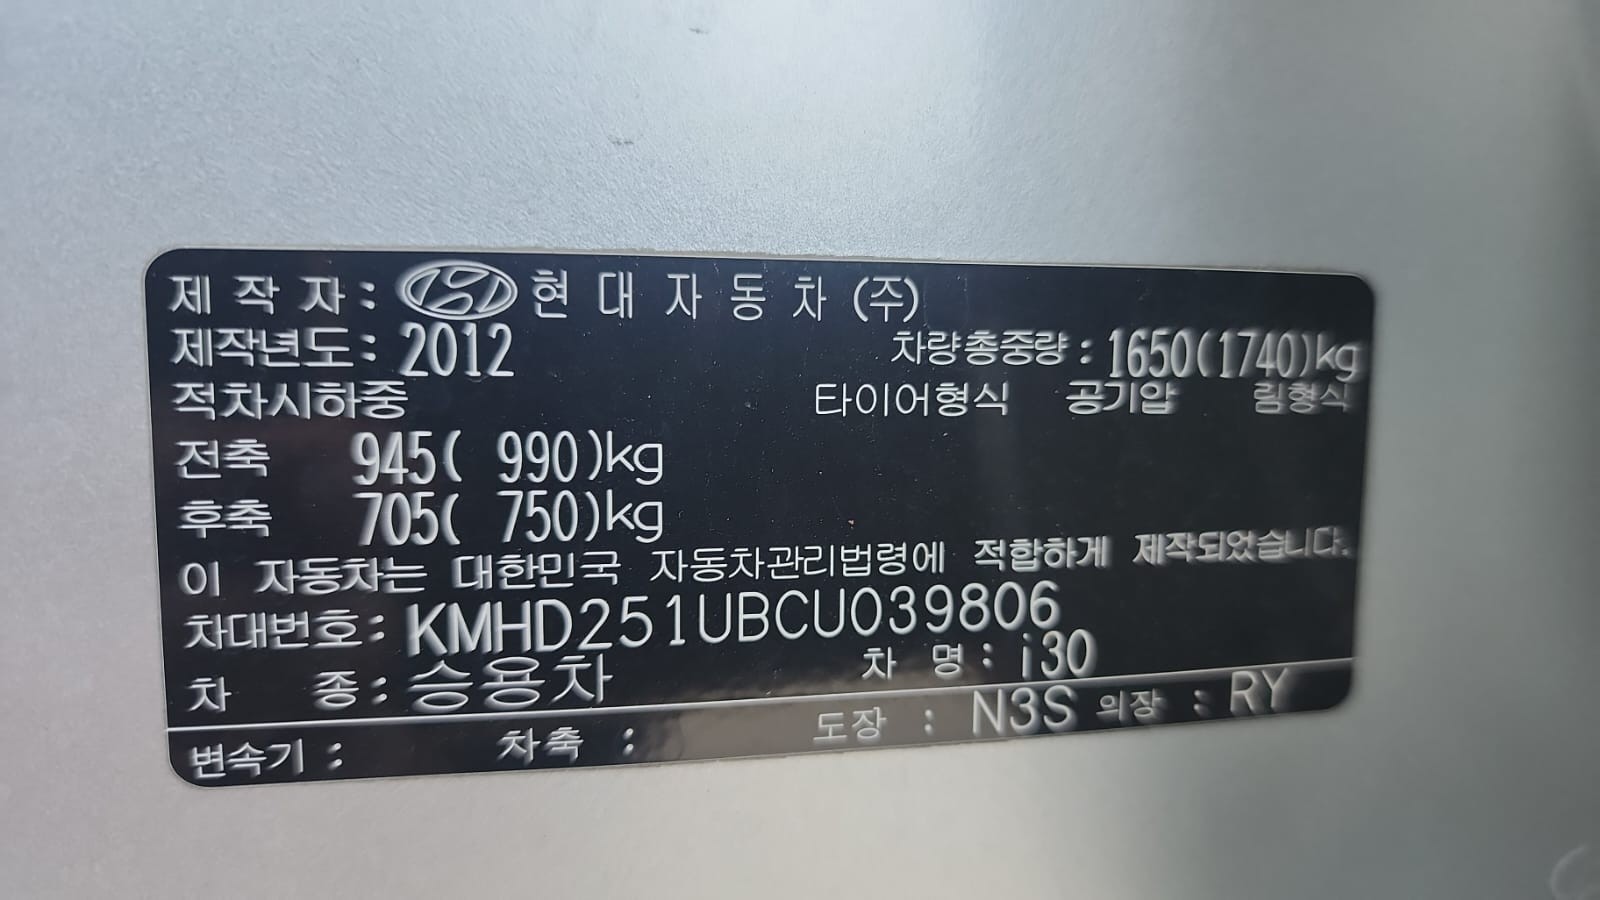 제 작 자 : 현 대 자 동 차 (주)
제작년도: 2012 차량총중량 : 1650(1740)kg
적차시하중 타이어형식 공기압 림형식
전축 945( 990)kg
후축 705( 750)kg
이 자동차는 대한민국 자동차관리법령에 적합하게 제작되었습니다.
차대번호: KMHD251UBCU039806
차 종: 승용차 차 명: i30
변속기 : 차축 : 도장 : N3S 의장 : RY